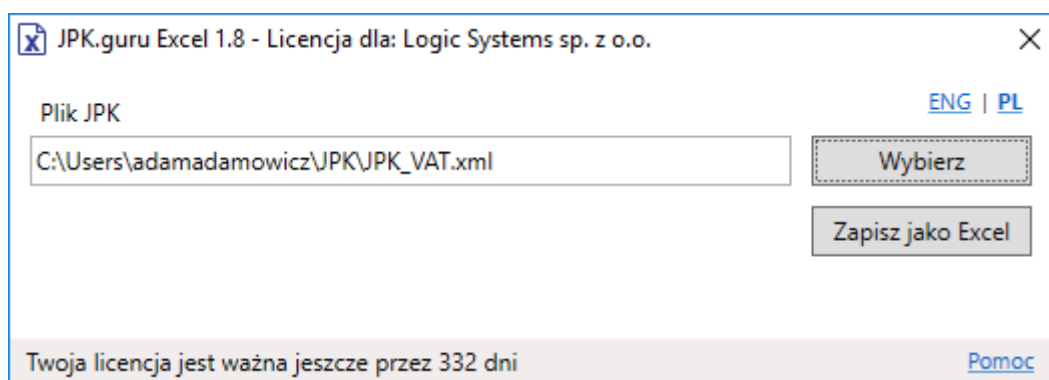 JPK.guru Excel 1.8 - Licencja dla: Logic Systems sp. z o.o.
ENG | PL
Plik JPK
C:\Users\adamadamowicz\JPK\JPK_VAT.xml
Wybierz
Zapisz jako Excel
Twoja licencja jest ważna jeszcze przez 332 dni
Pomoc